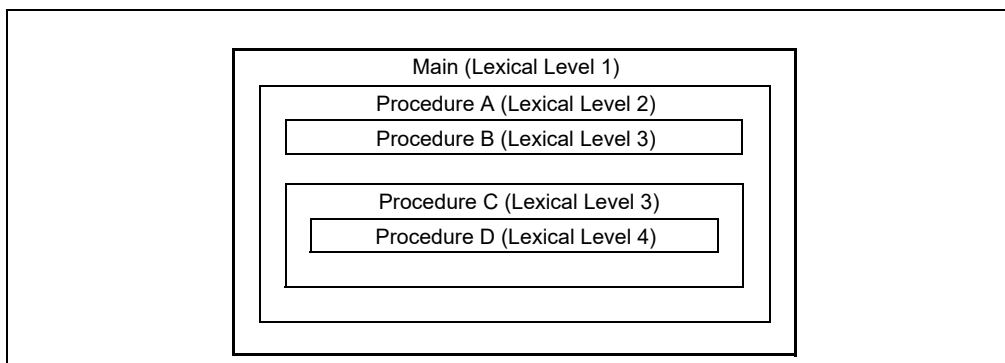 Main (Lexical Level 1)
Procedure A (Lexical Level 2)
Procedure B (Lexical Level 3)
Procedure C (Lexical Level 3)
Procedure D (Lexical Level 4)